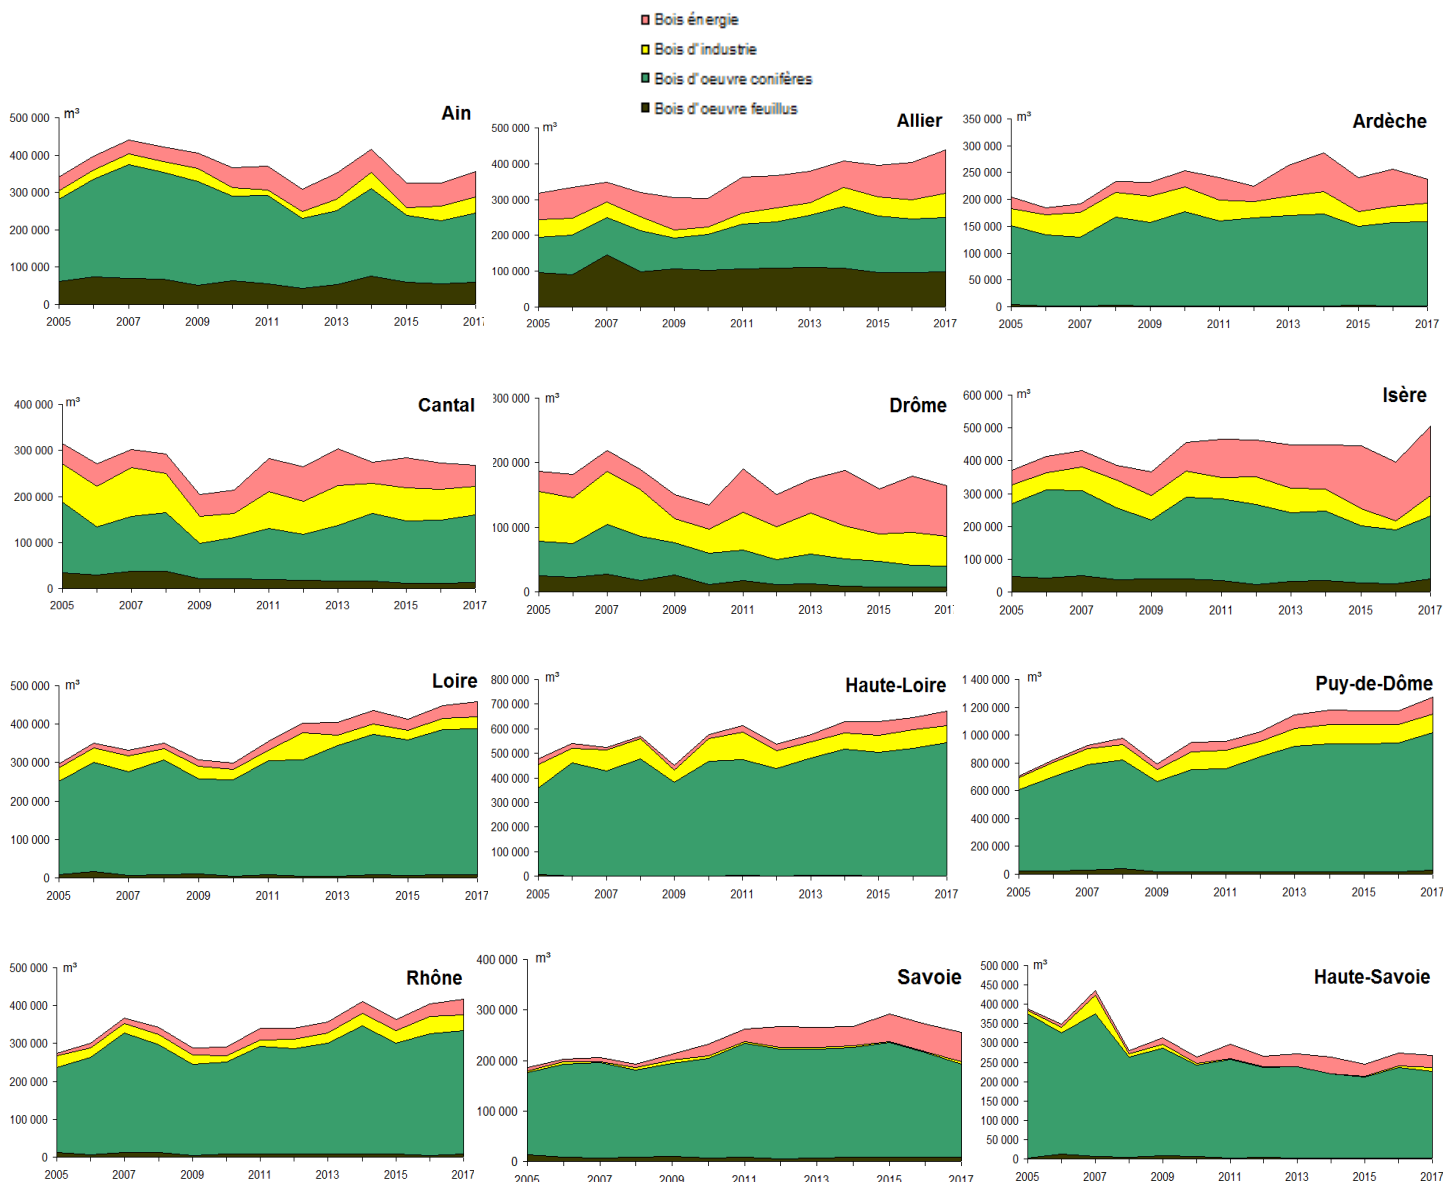 Bois énergie
Bois d'industrie
Bois d'oeuvre conifères
Bois d'oeuvre feuillus
Ain
m³
500 000
400 000
300 000
200 000
100 000
0
2005 2007 2009 2011 2013 2015 2017
Allier
m³
500 000
400 000
300 000
200 000
100 000
0
2005 2007 2009 2011 2013 2015 2017
Ardèche
m³
350 000
300 000
250 000
200 000
150 000
100 000
50 000
0
2005 2007 2009 2011 2013 2015 2017
Cantal
m³
400 000
300 000
200 000
100 000
0
2005 2007 2009 2011 2013 2015 2017
Drôme
m³
300 000
200 000
100 000
0
2005 2007 2009 2011 2013 2015 2017
Isère
m³
600 000
500 000
400 000
300 000
200 000
100 000
0
2005 2007 2009 2011 2013 2015 2017
Loire
m³
500 000
400 000
300 000
200 000
100 000
0
2005 2007 2009 2011 2013 2015 2017
Haute-Loire
m³
800 000
700 000
600 000
500 000
400 000
300 000
200 000
100 000
0
2005 2007 2009 2011 2013 2015 2017
Puy-de-Dôme
m³
1 400 000
1 200 000
1 000 000
800 000
600 000
400 000
200 000
0
2005 2007 2009 2011 2013 2015 2017
Rhône
m³
500 000
400 000
300 000
200 000
100 000
0
2005 2007 2009 2011 2013 2015 2017
Savoie
m³
400 000
300 000
200 000
100 000
0
2005 2007 2009 2011 2013 2015 2017
Haute-Savoie
m³
500 000
450 000
400 000
350 000
300 000
250 000
200 000
150 000
100 000
50 000
0
2005 2007 2009 2011 2013 2015 2017